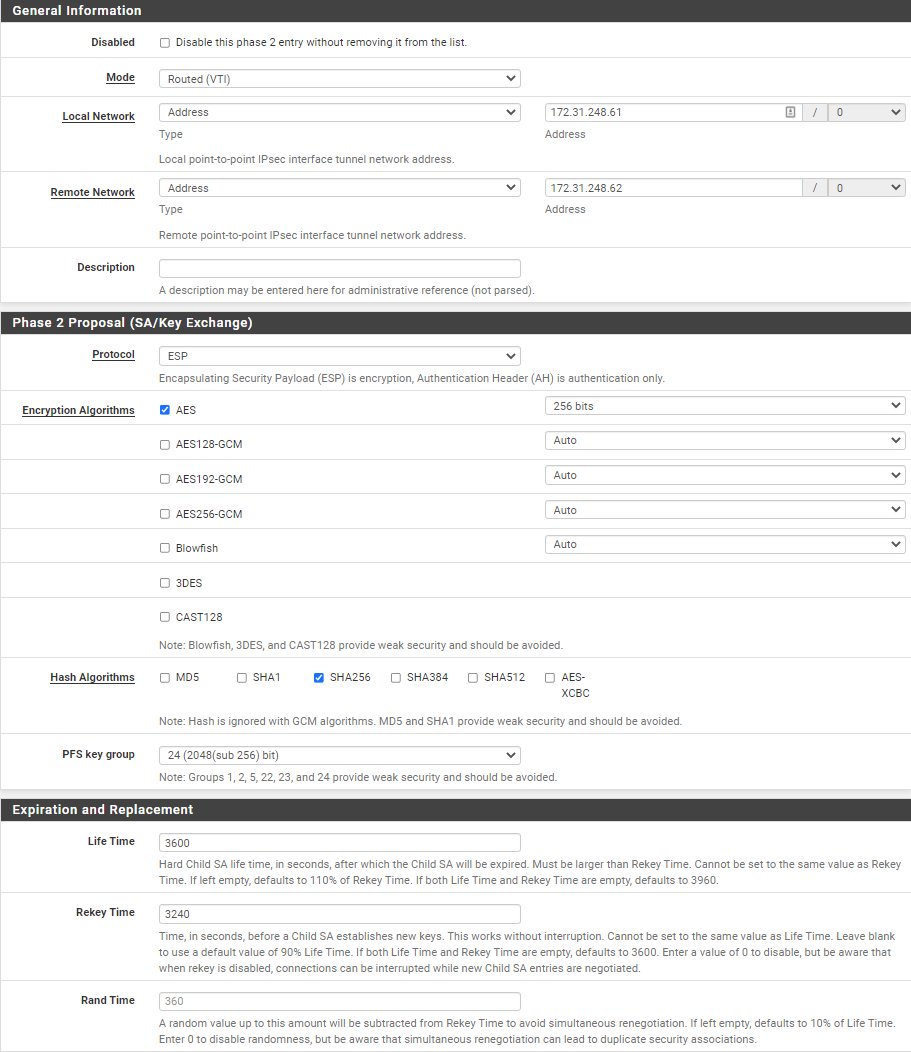 General Information
Disabled
Disable this phase 2 entry without removing it from the list.
Mode
Routed (VTI)
Local Network
Address
172.31.248.61
/
0
Type
Address
Local point-to-point IPsec interface tunnel network address.
Remote Network
Address
172.31.248.62
/
0
Type
Address
Remote point-to-point IPsec interface tunnel network address.
Description
A description may be entered here for administrative reference (not parsed).
Phase 2 Proposal (SA/Key Exchange)
Protocol
ESP
Encapsulating Security Payload (ESP) is encryption, Authentication Header (AH) is authentication only.
Encryption Algorithms
AES
256 bits
AES128-GCM
Auto
AES192-GCM
Auto
AES256-GCM
Auto
Blowfish
Auto
3DES
CAST128
Note: Blowfish, 3DES, and CAST128 provide weak security and should be avoided.
Hash Algorithms
MD5
SHA1
SHA256
SHA384
SHA512
AES-
XCBC
Note: Hash is ignored with GCM algorithms. MD5 and SHA1 provide weak security and should be avoided.
PFS key group
24 (2048(sub 256) bit)
Note: Groups 1, 2, 5, 22, 23, and 24 provide weak security and should be avoided.
Expiration and Replacement
Life Time
3600
Hard Child SA life time, in seconds, after which the Child SA will be expired. Must be larger than Rekey Time. Cannot be set to the same value as Rekey
Time. If left empty, defaults to 110% of Rekey Time. If both Life Time and Rekey Time are empty, defaults to 3960.
Rekey Time
3240
Time, in seconds, before a Child SA establishes new keys. This works without interruption. Cannot be set to the same value as Life Time. Leave blank
to use a default value of 90% Life Time. If both Life Time and Rekey Time are empty, defaults to 3600. Enter a value of 0 to disable, but be aware that
when rekey is disabled, connections can be interrupted while new Child SA entries are negotiated.
Rand Time
360
A random value up to this amount will be subtracted from Rekey Time to avoid simultaneous renegotiation. If left empty, defaults to 10% of Life Time.
Enter 0 to disable randomness, but be aware that simultaneous renegotiation can lead to duplicate security associations.